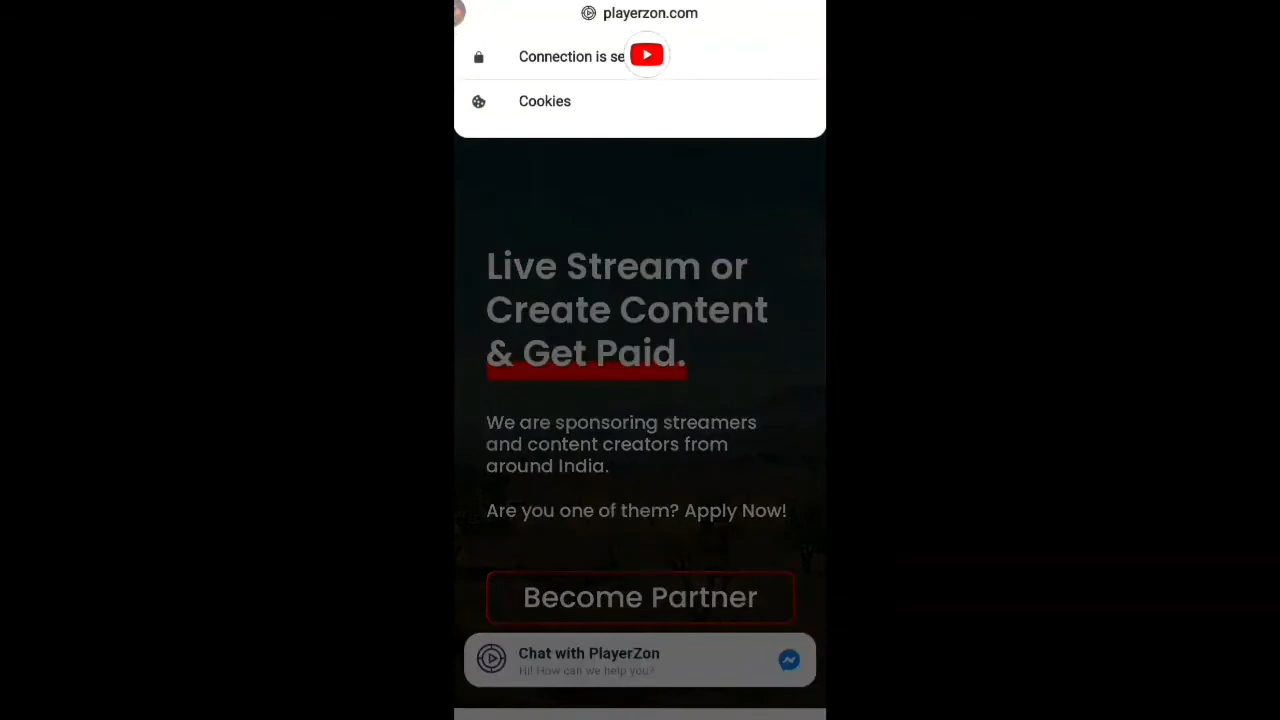 playerzon.com
Connection is se
Cookies
Live Stream or
Create Content
& Get Paid.
We are sponsoring streamers
and content creators from
around India.
Are you one of them? Apply Now!
Become Partner
Chat with PlayerZon
Hi! How can we help you?